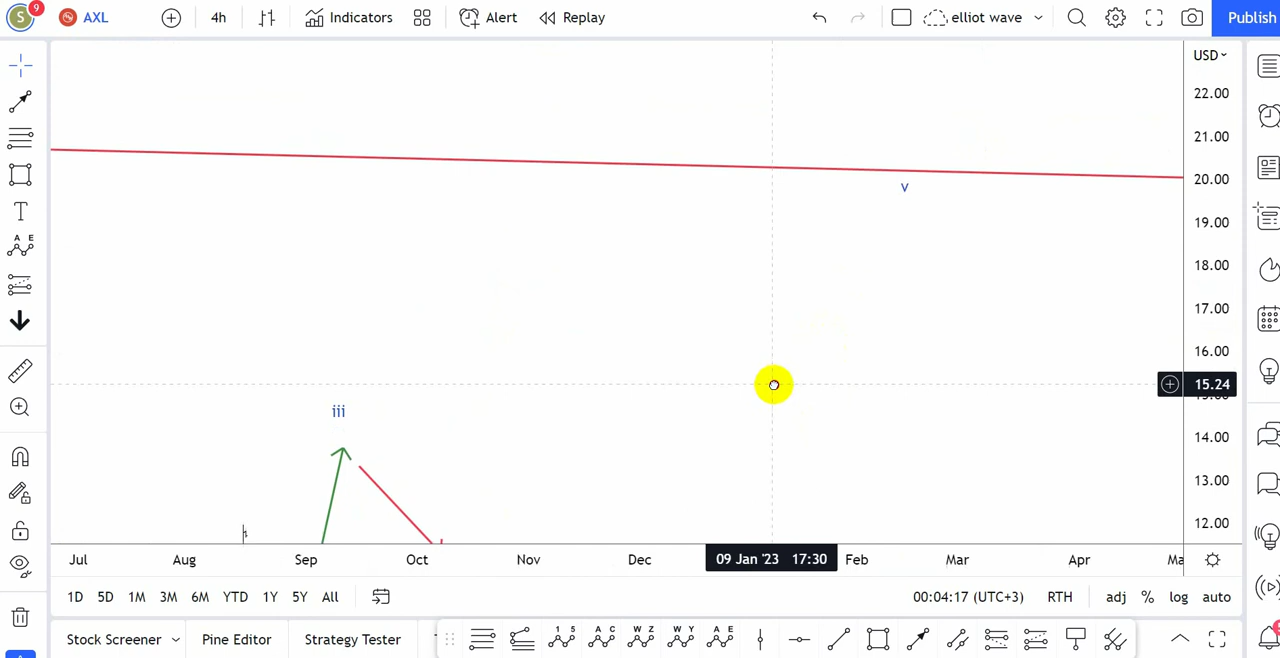 S 9 AXL 4h Indicators Alert Replay elliot wave Publish
USD
22.00
21.00
20.00
v
19.00
18.00
17.00
16.00
15.24
iii
14.00
13.00
12.00
Jul Aug Sep Oct Nov Dec 09 Jan '23 17:30 Feb Mar Apr
1D 5D 1M 3M 6M YTD 1Y 5Y All 00:04:17 (UTC+3) RTH adj % log auto
Stock Screener Pine Editor Strategy Tester 1 5 A C W Z W Y A E
A E